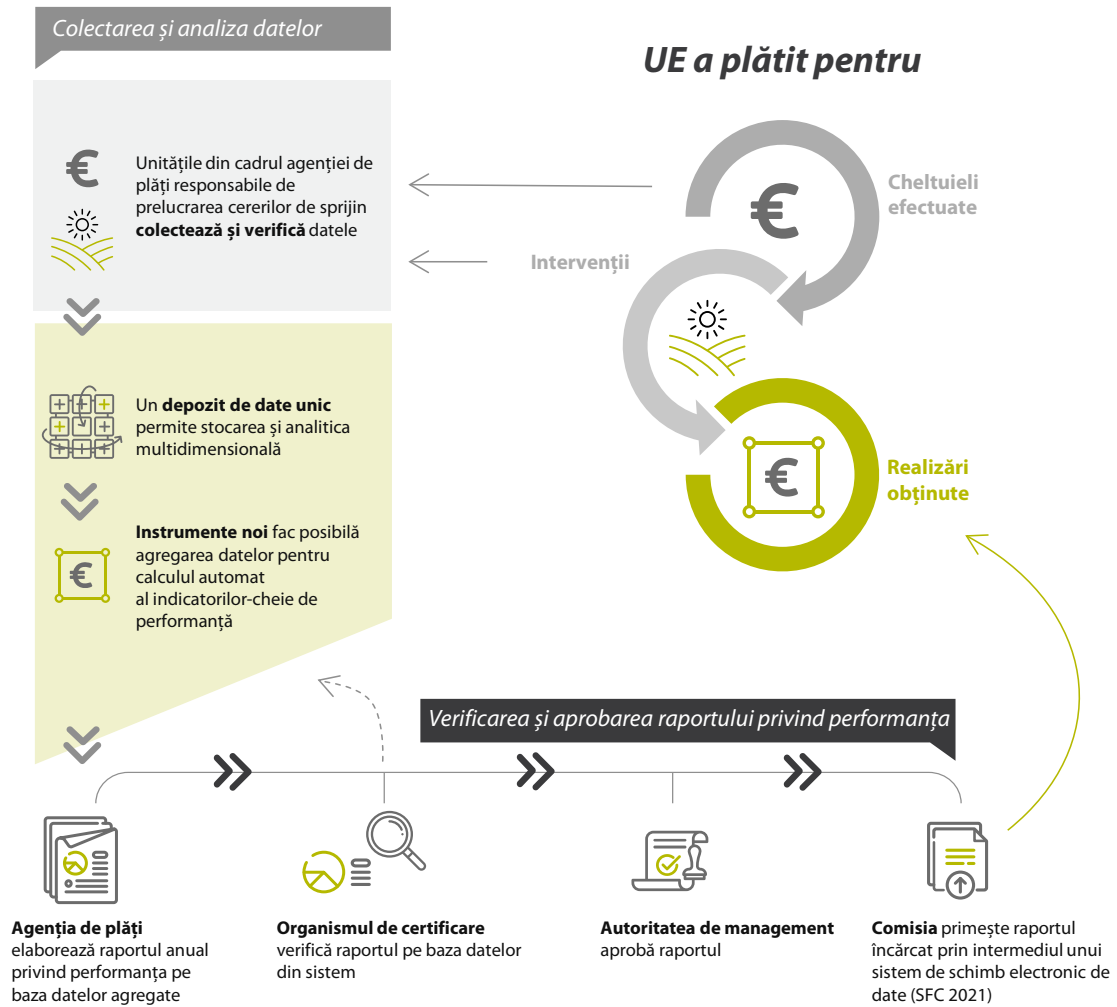 Colectarea și analiza datelor
UE a plătit pentru
Unitățile din cadrul agenției de
plăți responsabile de
prelucrarea cererilor de sprijin
colectează și verifică datele
Cheltuieli
efectuate
Intervenții
Un depozit de date unic
permite stocarea și analitica
multidimensională
Realizări
obținute
Instrumente noi fac posibilă
agregarea datelor pentru
calculul automat
al indicatorilor-cheie de
performanță
Verificarea și aprobarea raportului privind performanța
Agenția de plăți
elaborează raportul anual
privind performanța pe
baza datelor agregate
Organismul de certificare
verifică raportul pe baza datelor
din sistem
Autoritatea de management
aprobă raportul
Comisia primește raportul
încărcat prin intermediul unui
sistem de schimb electronic de
date (SFC 2021)